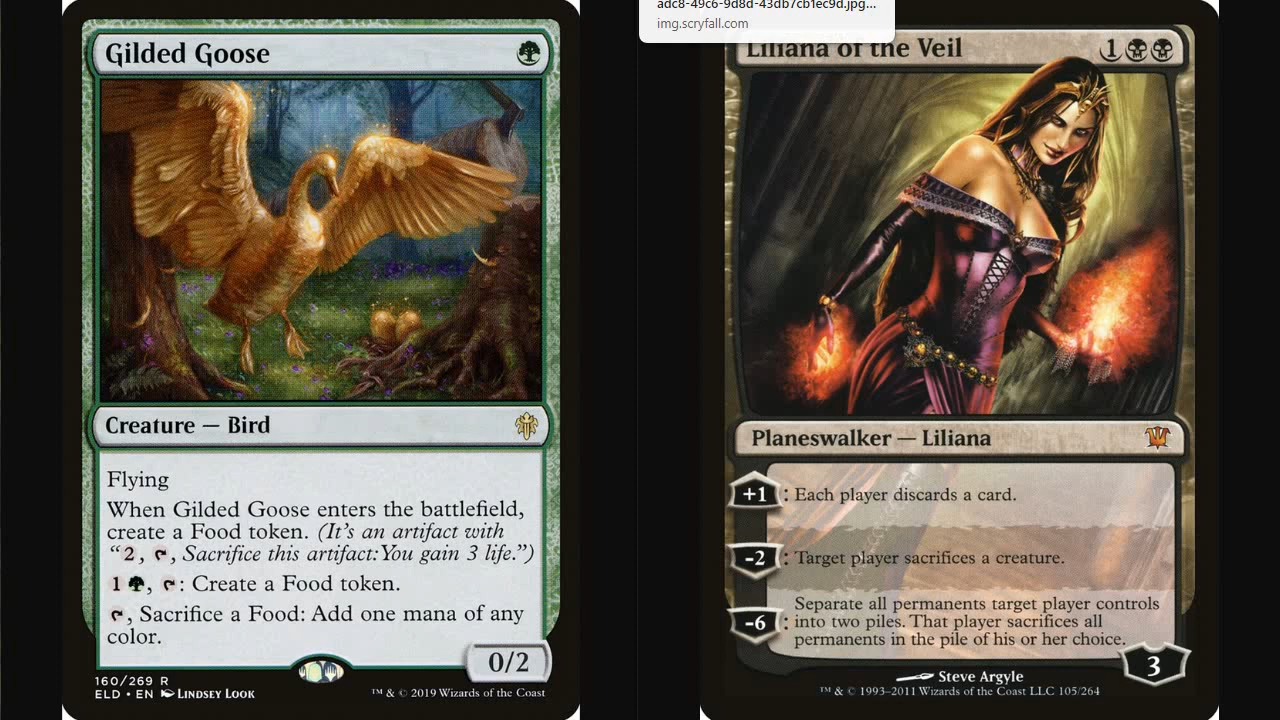 Gilded Goose
Creature — Bird
Flying
When Gilded Goose enters the battlefield,
create a Food token. (It's an artifact with
“2, , Sacrifice this artifact:You gain 3 life.”)
1 , : Create a Food token.
, Sacrifice a Food: Add one mana of any
color.
0/2
160/269 R
ELD • EN LINDSEY LOOK
™ & © 2019 Wizards of the Coast
adc8-49c6-9d8d-43db7cb1ec9d.jpg...
img.scryfall.com
Liliana of the Veil 1
Planeswalker — Liliana
+1 : Each player discards a card.
-2 : Target player sacrifices a creature.
Separate all permanents target player controls
-6 : into two piles. That player sacrifices all
permanents in the pile of his or her choice.
3
Steve Argyle
™ & © 1993–2011 Wizards of the Coast LLC 105/264